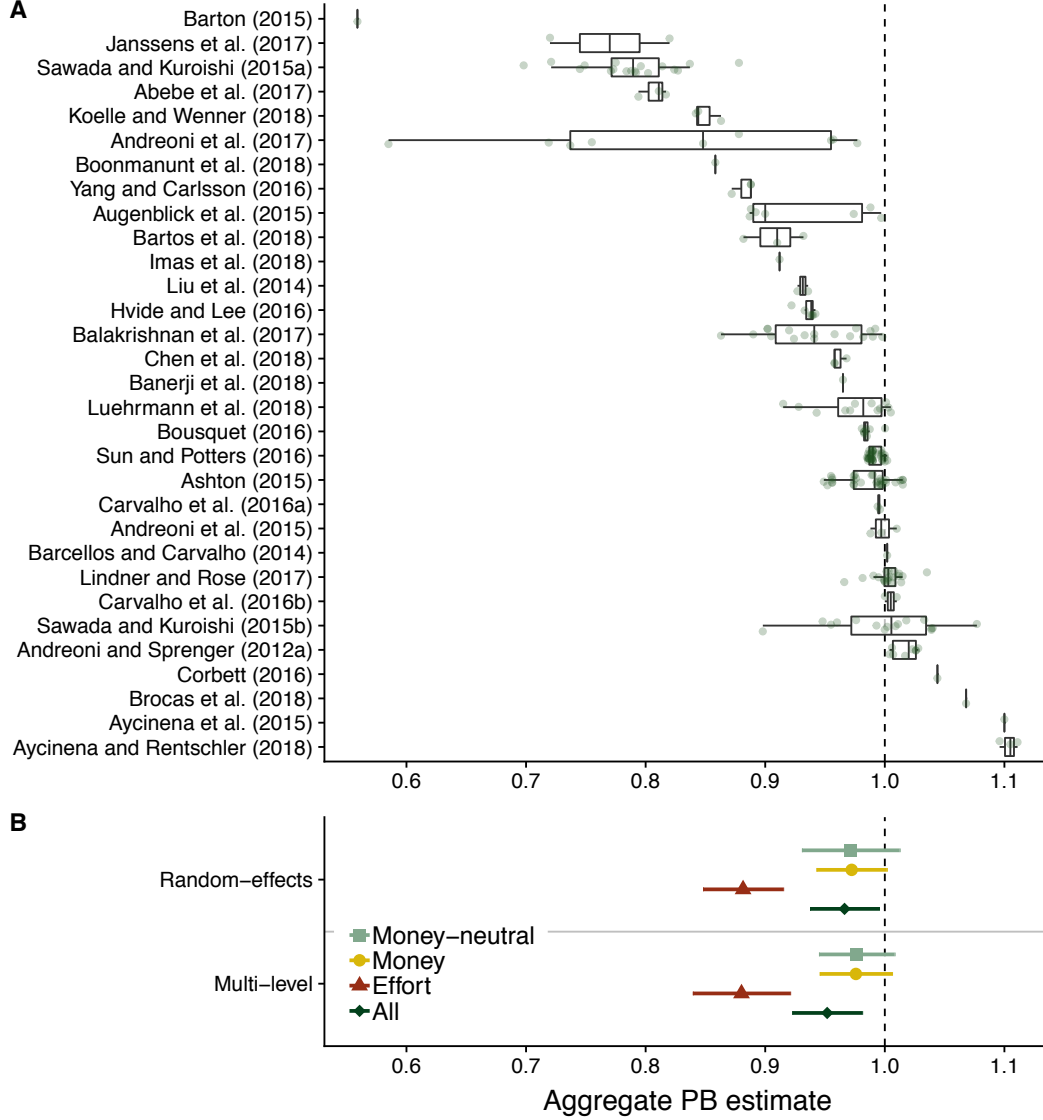 A
Barton (2015)
Janssens et al. (2017)
Sawada and Kuroishi (2015a)
Abebe et al. (2017)
Koelle and Wenner (2018)
Andreoni et al. (2017)
Boonmanunt et al. (2018)
Yang and Carlsson (2016)
Augenblick et al. (2015)
Bartos et al. (2018)
Imas et al. (2018)
Liu et al. (2014)
Hvide and Lee (2016)
Balakrishnan et al. (2017)
Chen et al. (2018)
Banerji et al. (2018)
Luehrmann et al. (2018)
Bousquet (2016)
Sun and Potters (2016)
Ashton (2015)
Carvalho et al. (2016a)
Andreoni et al. (2015)
Barcellos and Carvalho (2014)
Lindner and Rose (2017)
Carvalho et al. (2016b)
Sawada and Kuroishi (2015b)
Andreoni and Sprenger (2012a)
Corbett (2016)
Brocas et al. (2018)
Aycinena et al. (2015)
Aycinena and Rentschler (2018)
0.6 0.7 0.8 0.9 1.0 1.1
B
Random−effects
Money−neutral
Money
Effort
All
Multi−level
0.6 0.7 0.8 0.9 1.0 1.1
Aggregate PB estimate